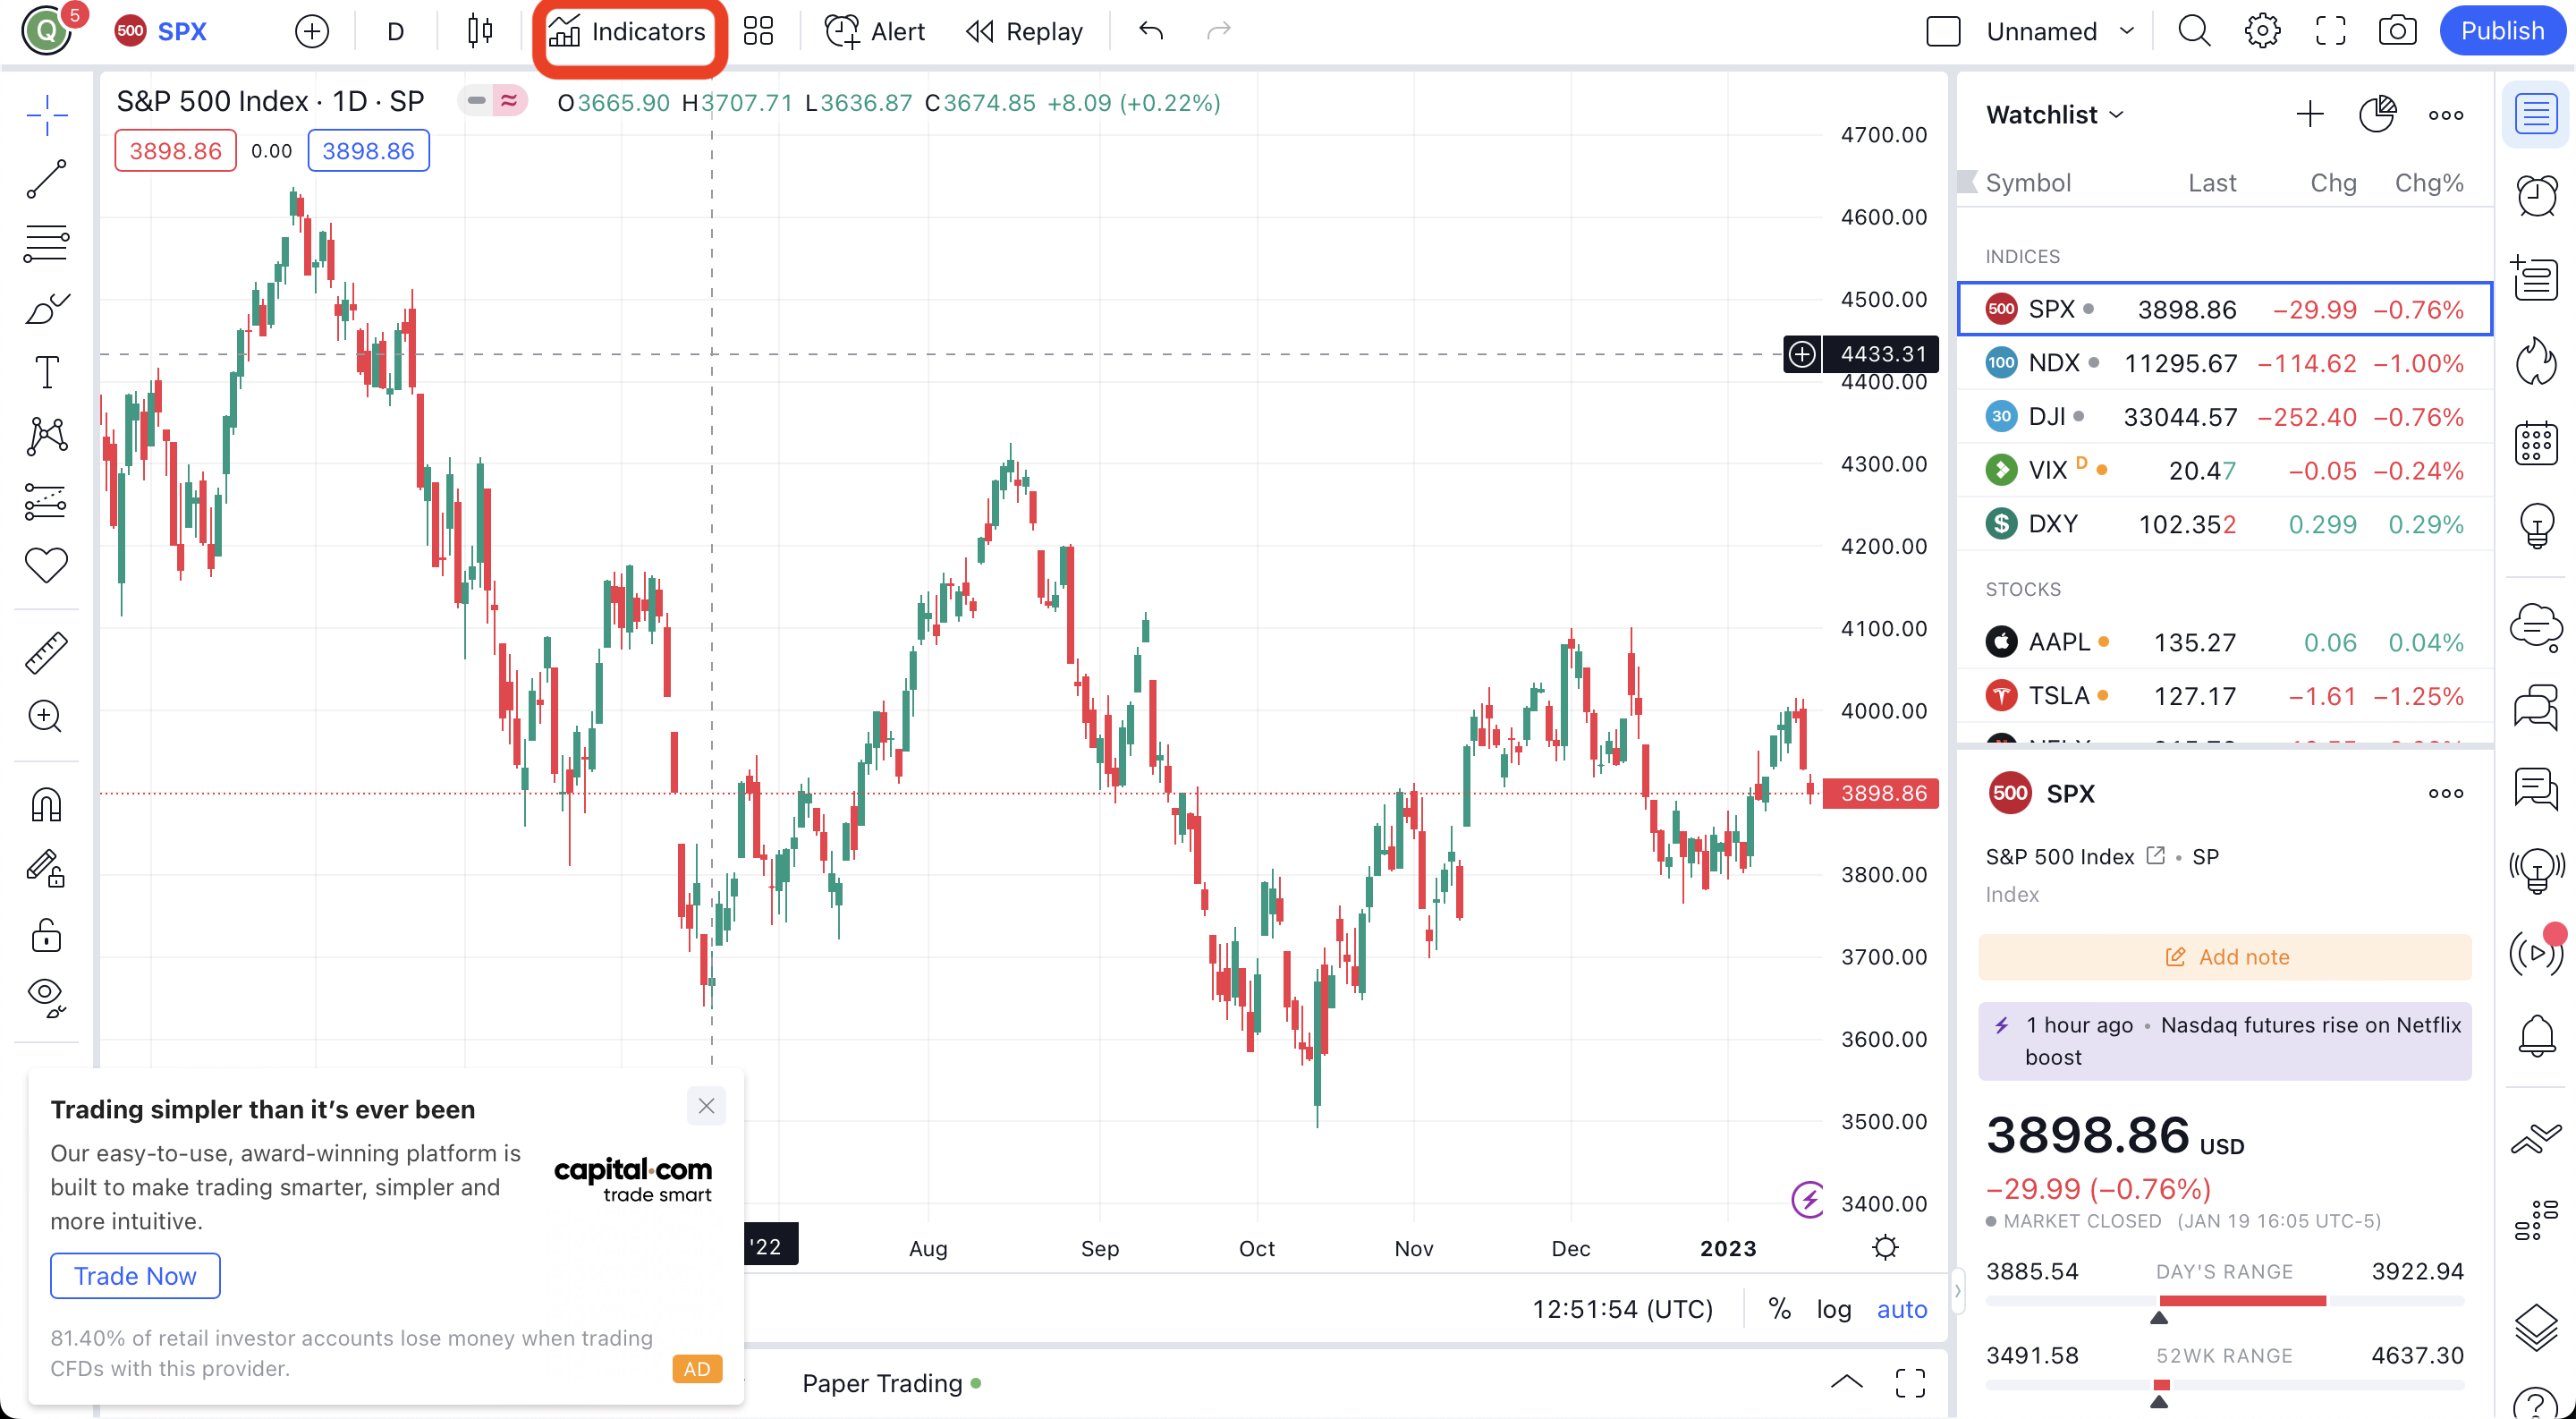 Q 5
500 SPX D Indicators Alert Replay Unnamed Publish
S&P 500 Index · 1D · SP O3665.90 H3707.71 L3636.87 C3674.85 +8.09 (+0.22%)
3898.86 0.00 3898.86
4700.00
4600.00
4500.00
4433.31
4400.00
4300.00
4200.00
4100.00
4000.00
3898.86
3800.00
3700.00
3600.00
3500.00
3400.00
'22 Aug Sep Oct Nov Dec 2023
12:51:54 (UTC) % log auto
Paper Trading
Trading simpler than it's ever been
Our easy-to-use, award-winning platform is
built to make trading smarter, simpler and
more intuitive.
capital.com
trade smart
Trade Now
81.40% of retail investor accounts lose money when trading
CFDs with this provider.
AD
Watchlist
Symbol Last Chg Chg%
INDICES
500 SPX 3898.86 −29.99 −0.76%
100 NDX 11295.67 −114.62 −1.00%
30 DJI 33044.57 −252.40 −0.76%
VIX D 20.47 −0.05 −0.24%
$ DXY 102.352 0.299 0.29%
STOCKS
AAPL 135.27 0.06 0.04%
TSLA 127.17 −1.61 −1.25%
500 SPX
S&P 500 Index • SP
Index
Add note
1 hour ago • Nasdaq futures rise on Netflix
boost
3898.86 USD
−29.99 (−0.76%)
MARKET CLOSED (JAN 19 16:05 UTC-5)
3885.54 DAY'S RANGE 3922.94
3491.58 52WK RANGE 4637.30